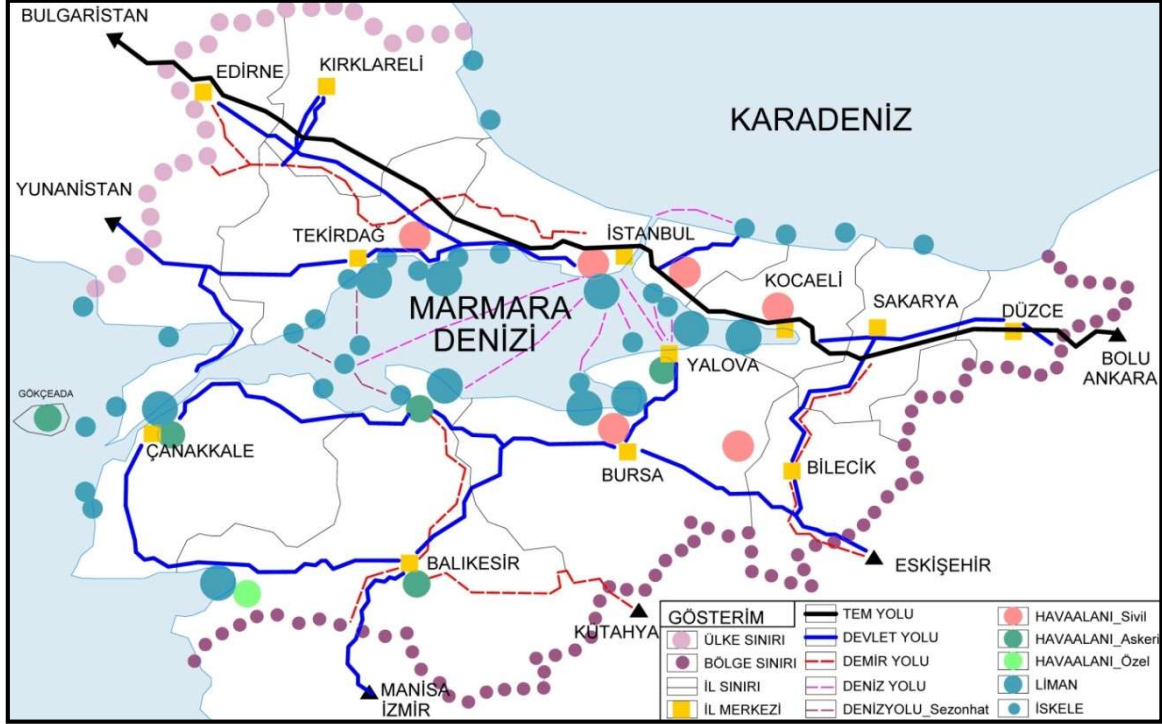 BULGARİSTAN
EDİRNE
KIRKLARELİ
KARADENİZ
YUNANİSTAN
TEKİRDAĞ
İSTANBUL
KOCAELİ
SAKARYA
DÜZCE
MARMARA
DENİZİ
BOLU
ANKARA
YALOVA
GÖKÇEADA
ÇANAKKALE
BURSA
BİLECİK
BALIKESİR
ESKİŞEHİR
KUTAHYA
MANİSA
İZMİR
GÖSTERİM
ÜLKE SINIRI
BÖLGE SINIRI
İL SINIRI
İL MERKEZİ
TEM YOLU
DEVLET YOLU
DEMİR YOLU
DENİZ YOLU
DENİZYOLU_Sezonhat
HAVAALANI_Sivil
HAVAALANI_Askeri
HAVAALANI_Özel
LİMAN
İSKELE